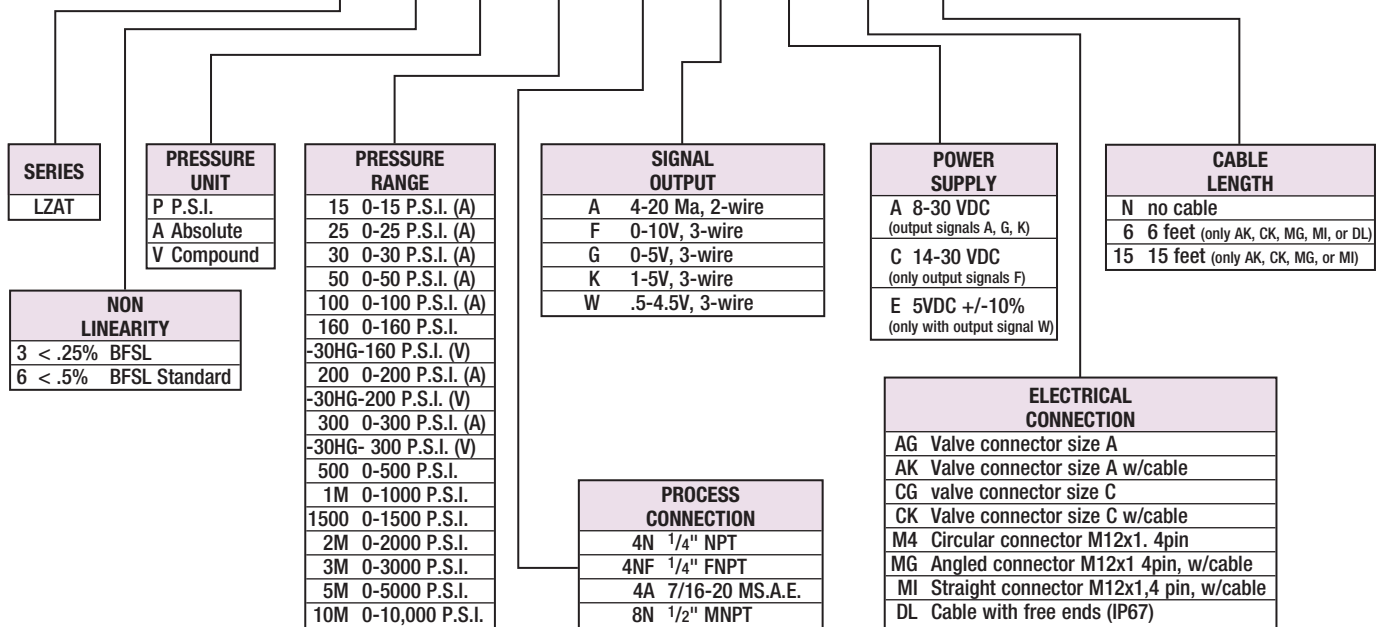 SERIES
LZAT
NON
LINEARITY
3 < .25% BFSL
6 < .5% BFSL Standard
PRESSURE
UNIT
P P.S.I.
A Absolute
V Compound
PRESSURE
RANGE
15 0-15 P.S.I. (A)
25 0-25 P.S.I. (A)
30 0-30 P.S.I. (A)
50 0-50 P.S.I. (A)
100 0-100 P.S.I. (A)
160 0-160 P.S.I.
-30HG-160 P.S.I. (V)
200 0-200 P.S.I. (A)
-30HG-200 P.S.I. (V)
300 0-300 P.S.I. (A)
-30HG- 300 P.S.I. (V)
500 0-500 P.S.I.
1M 0-1000 P.S.I.
1500 0-1500 P.S.I.
2M 0-2000 P.S.I.
3M 0-3000 P.S.I.
5M 0-5000 P.S.I.
10M 0-10,000 P.S.I.
SIGNAL
OUTPUT
A 4-20 Ma, 2-wire
F 0-10V, 3-wire
G 0-5V, 3-wire
K 1-5V, 3-wire
W .5-4.5V, 3-wire
PROCESS
CONNECTION
4N 1/4" NPT
4NF 1/4" FNPT
4A 7/16-20 MS.A.E.
8N 1/2" MNPT
POWER
SUPPLY
A 8-30 VDC
(output signals A, G, K)
C 14-30 VDC
(only output signals F)
E 5VDC +/-10%
(only with output signal W)
CABLE
LENGTH
N no cable
6 6 feet (only AK, CK, MG, MI, or DL)
15 15 feet (only AK, CK, MG, or MI)
ELECTRICAL
CONNECTION
AG Valve connector size A
AK Valve connector size A w/cable
CG valve connector size C
CK Valve connector size C w/cable
M4 Circular connector M12x1. 4pin
MG Angled connector M12x1 4pin, w/cable
MI Straight connector M12x1,4 pin, w/cable
DL Cable with free ends (IP67)